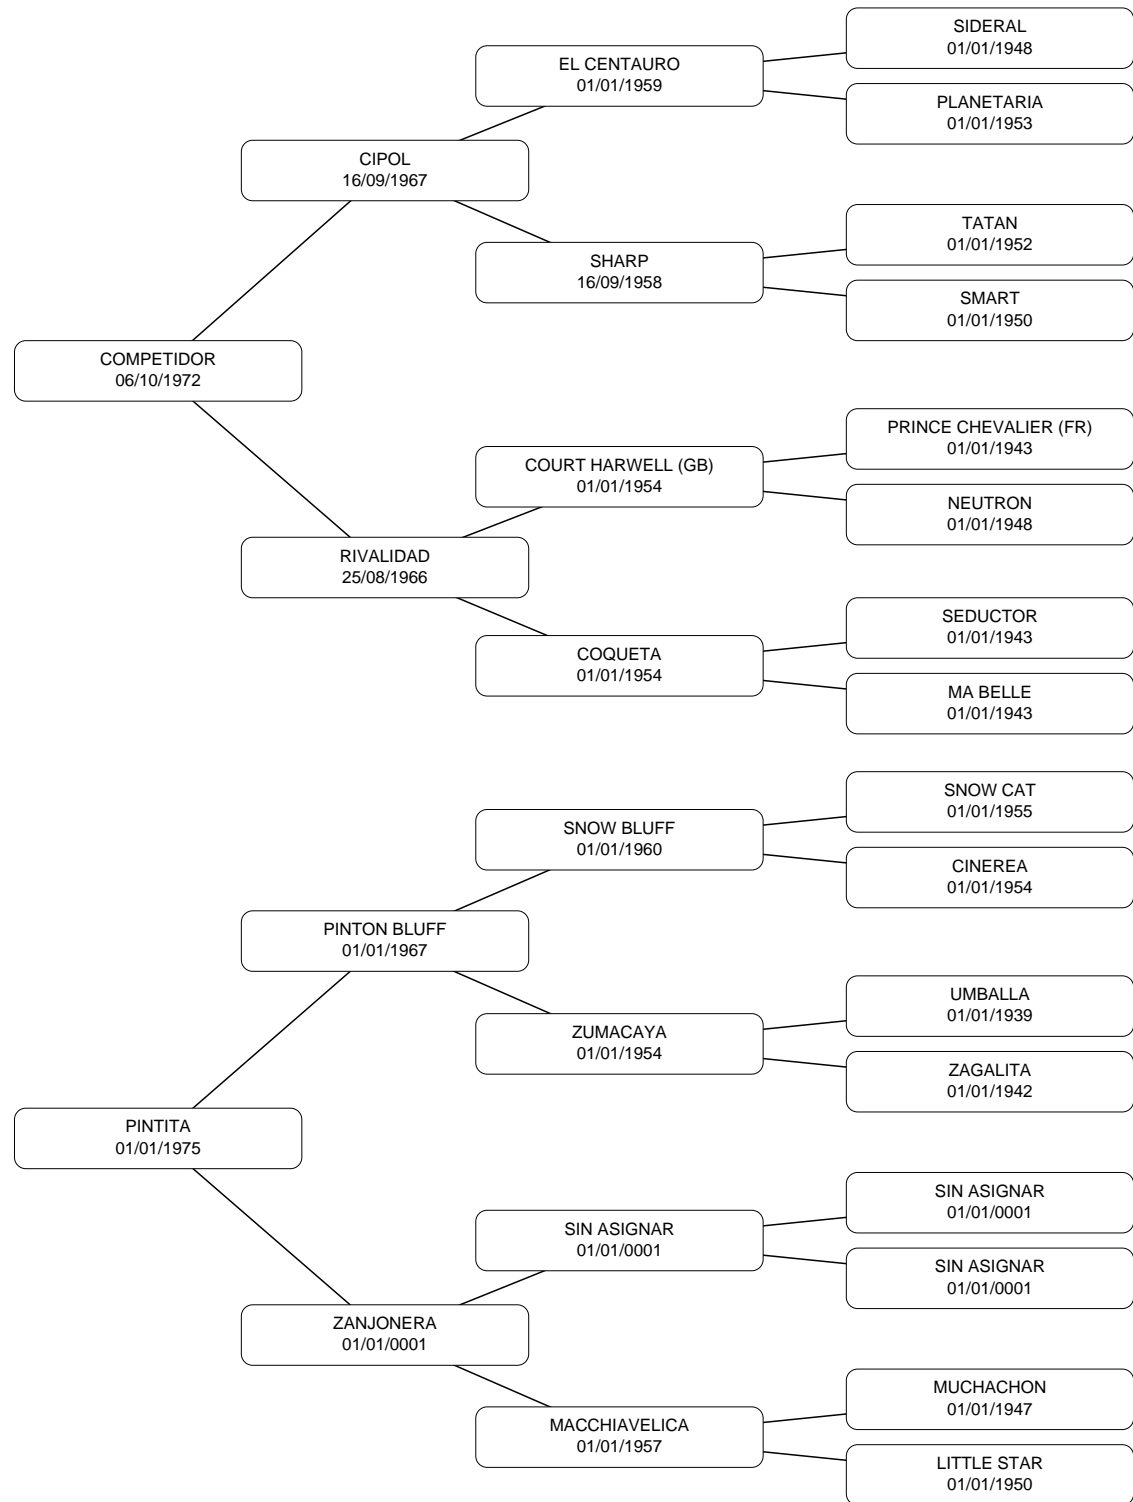 SIDERAL
01/01/1948
EL CENTAURO
01/01/1959
PLANETARIA
01/01/1953
CIPOL
16/09/1967
TATAN
01/01/1952
SHARP
16/09/1958
SMART
01/01/1950
COMPETIDOR
06/10/1972
PRINCE CHEVALIER (FR)
01/01/1943
COURT HARWELL (GB)
01/01/1954
NEUTRON
01/01/1948
RIVALIDAD
25/08/1966
SEDUCTOR
01/01/1943
COQUETA
01/01/1954
MA BELLE
01/01/1943
SNOW CAT
01/01/1955
SNOW BLUFF
01/01/1960
CINEREA
01/01/1954
PINTON BLUFF
01/01/1967
UMBALLA
01/01/1939
ZUMACAYA
01/01/1954
ZAGALITA
01/01/1942
PINTITA
01/01/1975
SIN ASIGNAR
01/01/0001
SIN ASIGNAR
01/01/0001
SIN ASIGNAR
01/01/0001
ZANJONERA
01/01/0001
MUCHACHON
01/01/1947
MACCHIAVELICA
01/01/1957
LITTLE STAR
01/01/1950